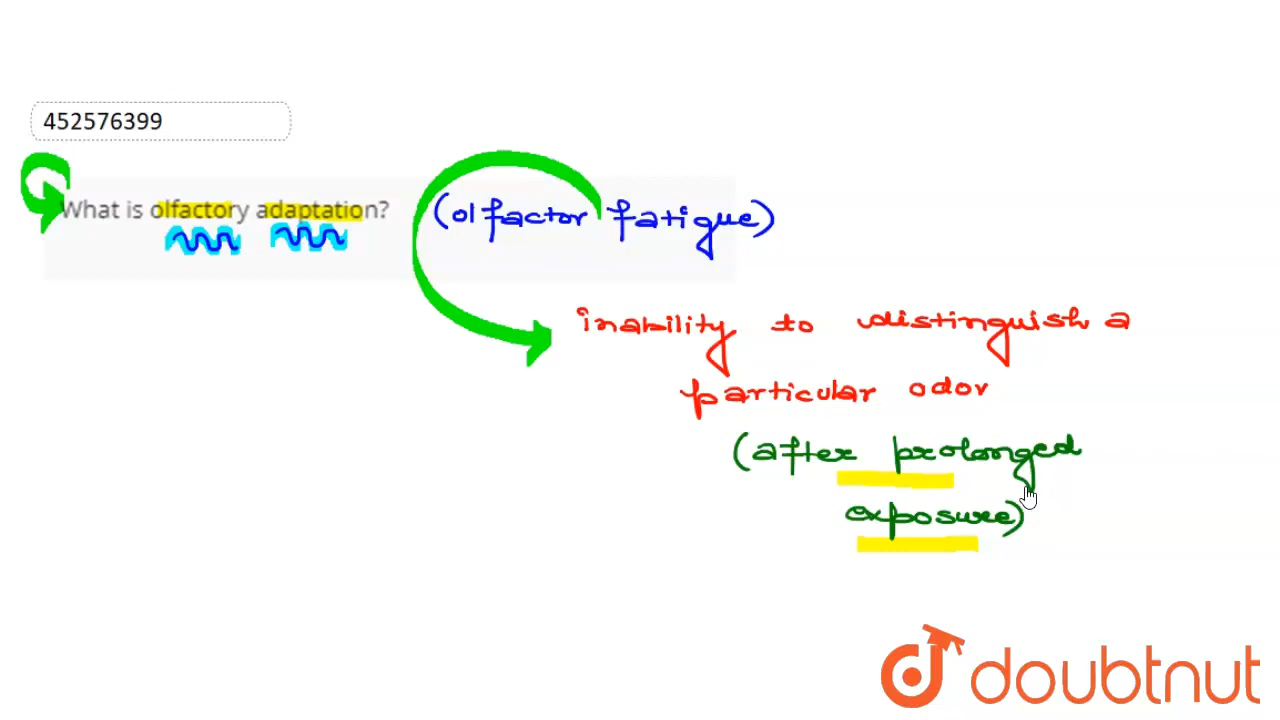 452576399
What is olfactory adaptation?
(olfactor fatigue)
inability to distinguish a
particular odor
(after prolonged
exposure)
doubtnut